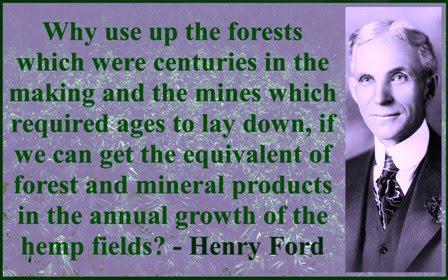 Why use up the forests
which were centuries in the
making and the mines which
required ages to lay down, if
we can get the equivalent of
forest and mineral products
in the annual growth of the
hemp fields? - Henry Ford